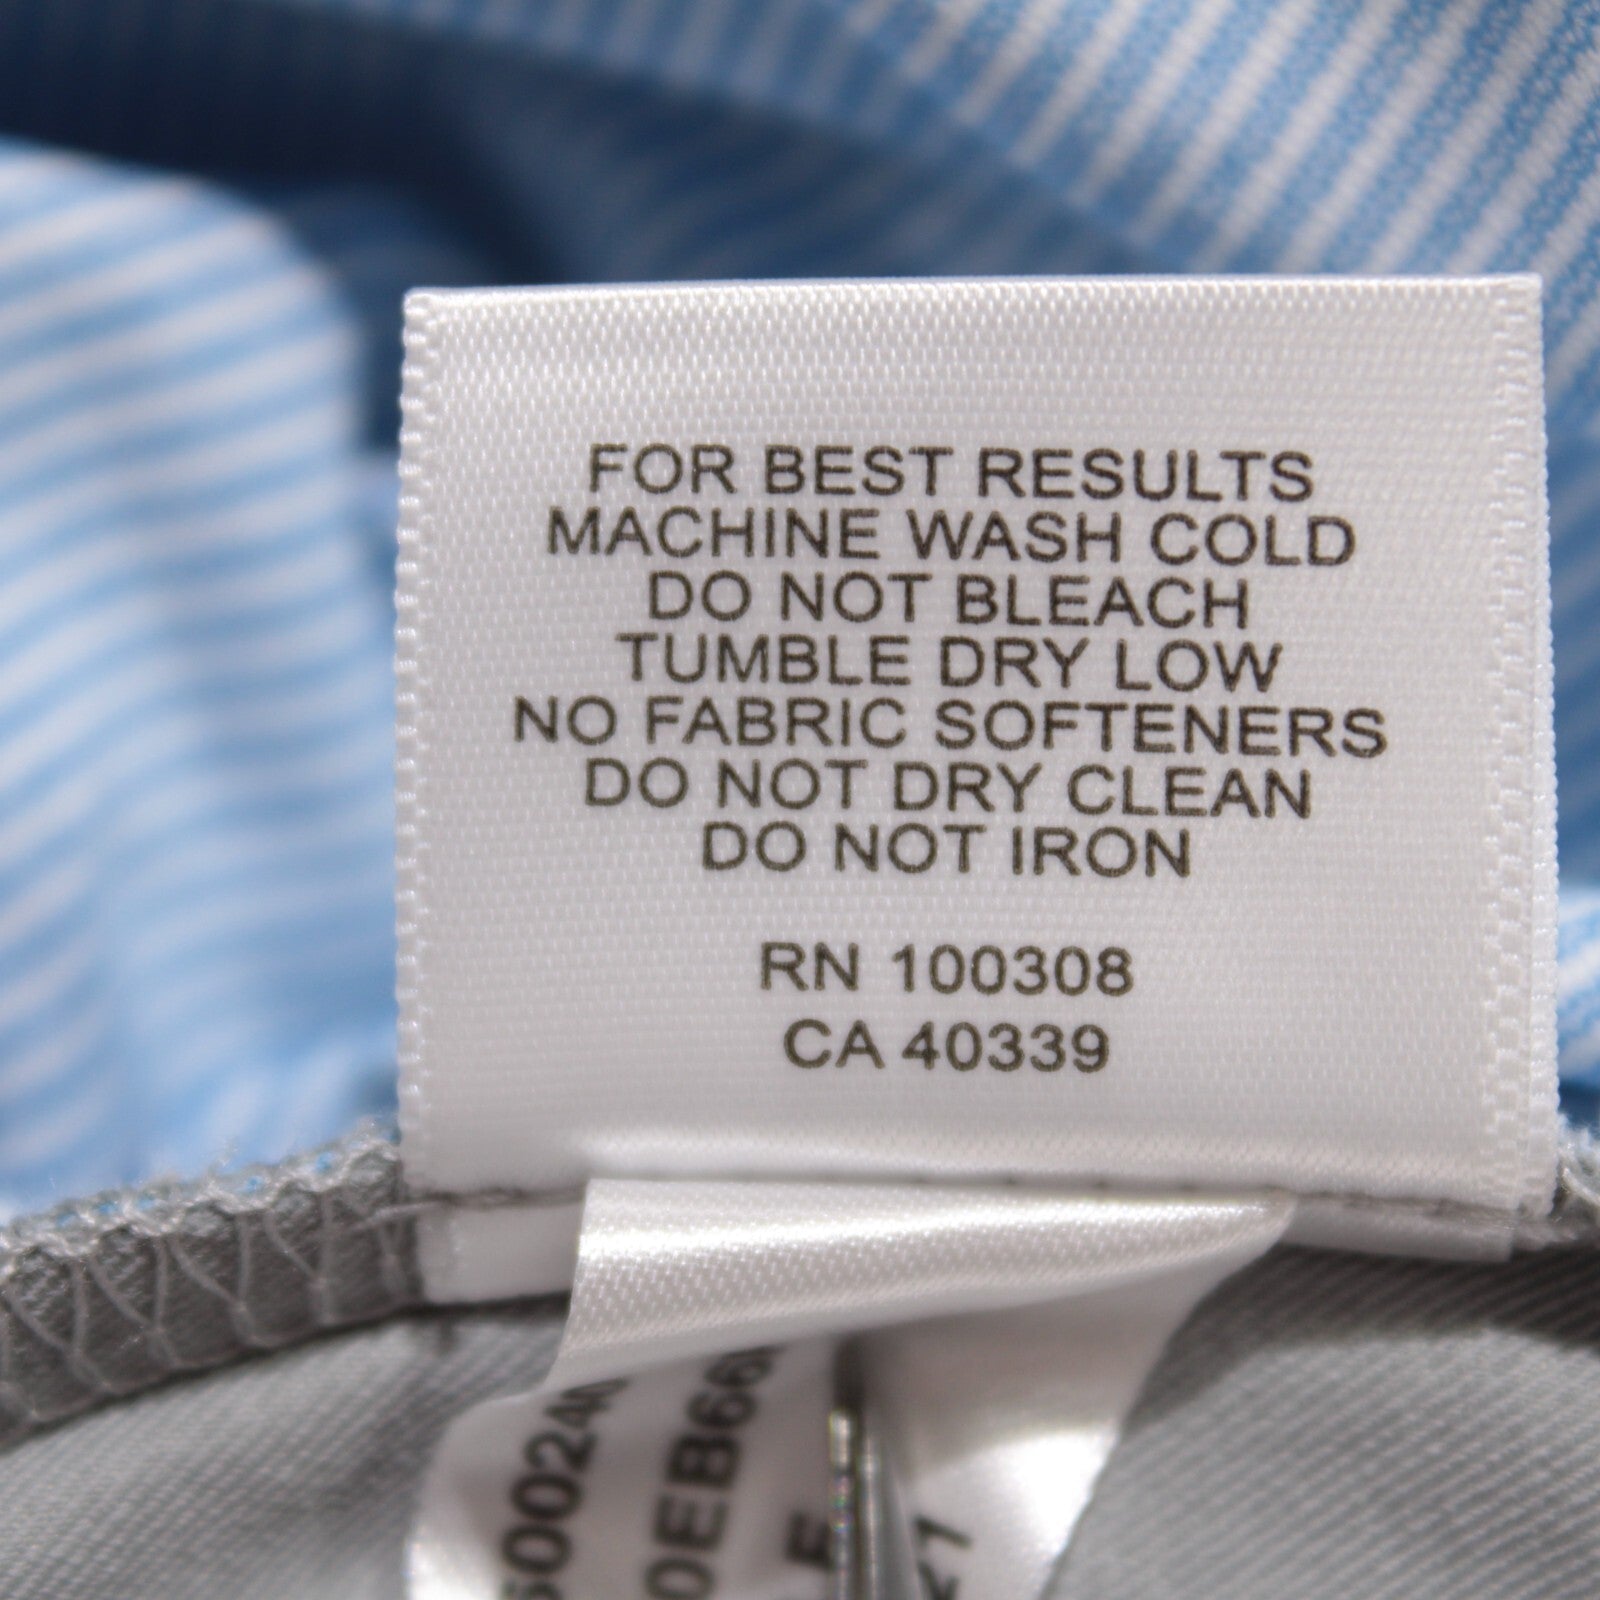 FOR BEST RESULTS
MACHINE WASH COLD
DO NOT BLEACH
TUMBLE DRY LOW
NO FABRIC SOFTENERS
DO NOT DRY CLEAN
DO NOT IRON
RN 100308
CA 40339